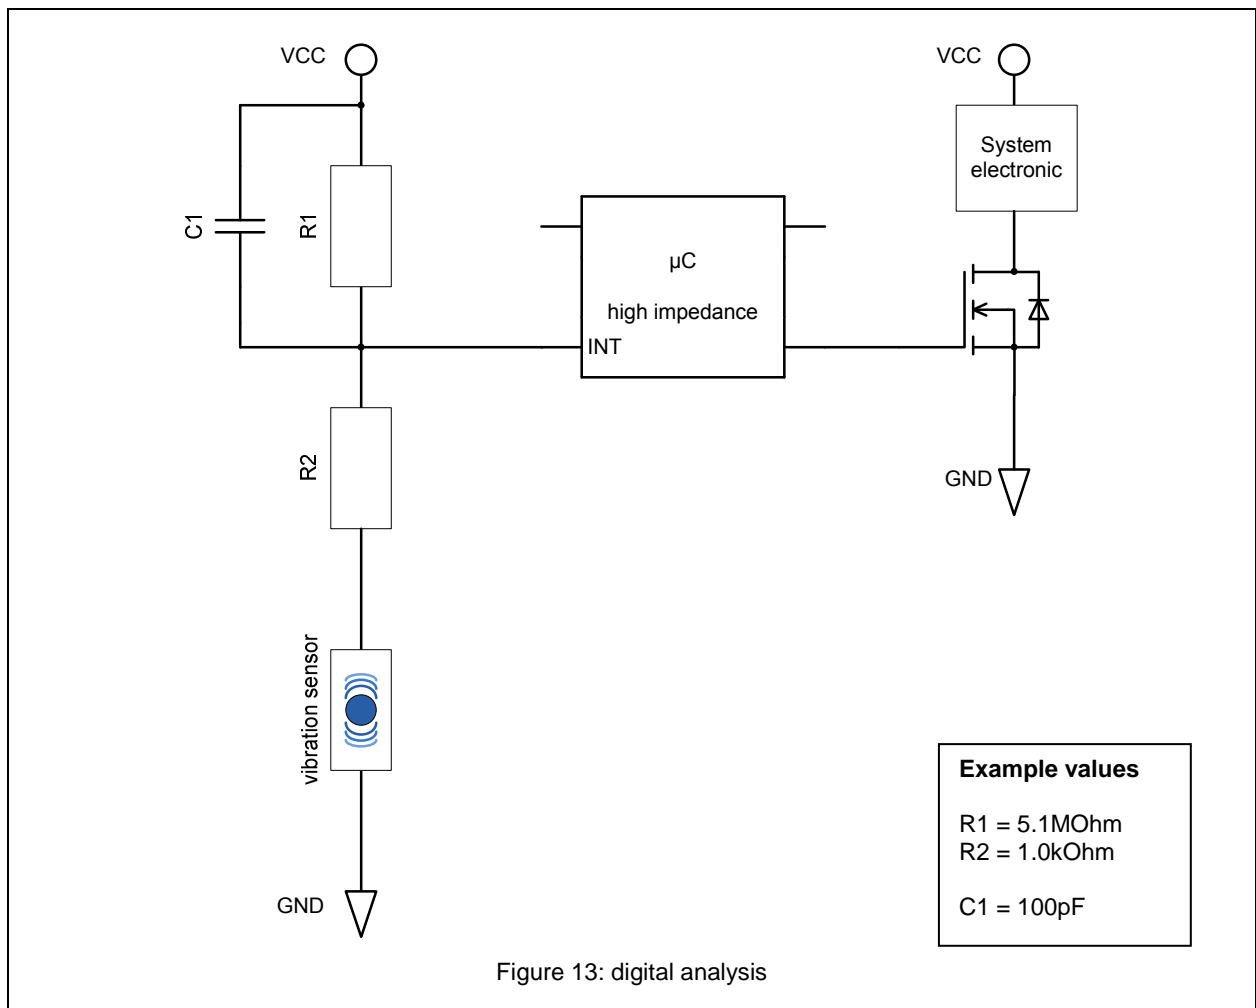 VCC
VCC
System
electronic
C1
R1
µC
high impedance
INT
R2
GND
vibration sensor
Example values
R1 = 5.1MOhm
R2 = 1.0kOhm
C1 = 100pF
GND
Figure 13: digital analysis